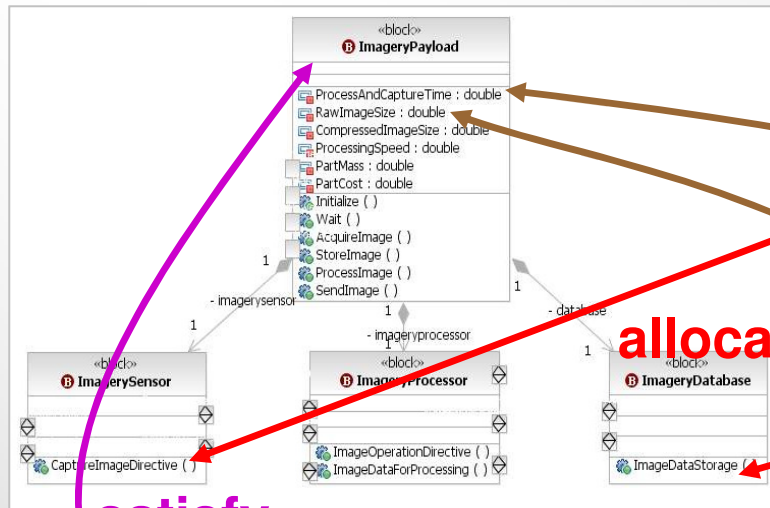 «block»
B ImageryPayload
ProcessAndCaptureTime : double
RawImageSize : double
CompressedImageSize : double
ProcessingSpeed : double
PartMass : double
PartCost : double
Initialize ( )
Wait ( )
AcquireImage ( )
StoreImage ( )
ProcessImage ( )
SendImage ( )
1
1
1
- imagerysensor
- database
- imageryprocessor
1
1
1
alloca
«block»
B ImagerySensor
CaptureImageDirective ( )
«block»
B ImageryProcessor
ImageOperationDirective ( )
ImageDataForProcessing ( )
«block»
B ImageryDatabase
ImageDataStorage ( )
satisfy